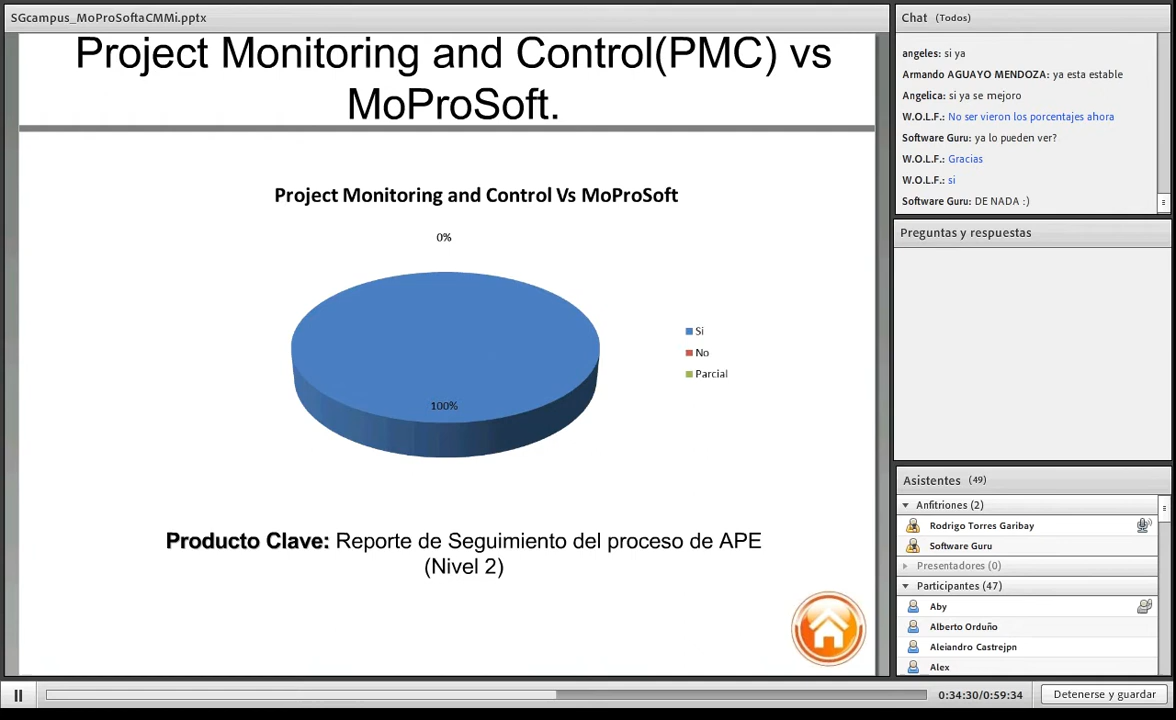 SGcampus_MoProSoftaCMMi.pptx
Project Monitoring and Control(PMC) vs
MoProSoft.
Project Monitoring and Control Vs MoProSoft
0%
100%
Si
No
Parcial
Producto Clave: Reporte de Seguimiento del proceso de APE
(Nivel 2)
Chat (Todos)
angeles: si ya
Armando AGUAYO MENDOZA: ya esta estable
Angelica: si ya se mejoro
W.O.L.F.: No ser vieron los porcentajes ahora
Software Guru: ya lo pueden ver?
W.O.L.F.: Gracias
W.O.L.F.: si
Software Guru: DE NADA :)
Preguntas y respuestas
Asistentes (49)
Anfitriones (2)
Rodrigo Torres Garibay
Software Guru
Presentadores (0)
Participantes (47)
Aby
Alberto Orduño
Alejandro Castrejpn
Alex
0:34:30/0:59:34
Detenerse y guardar